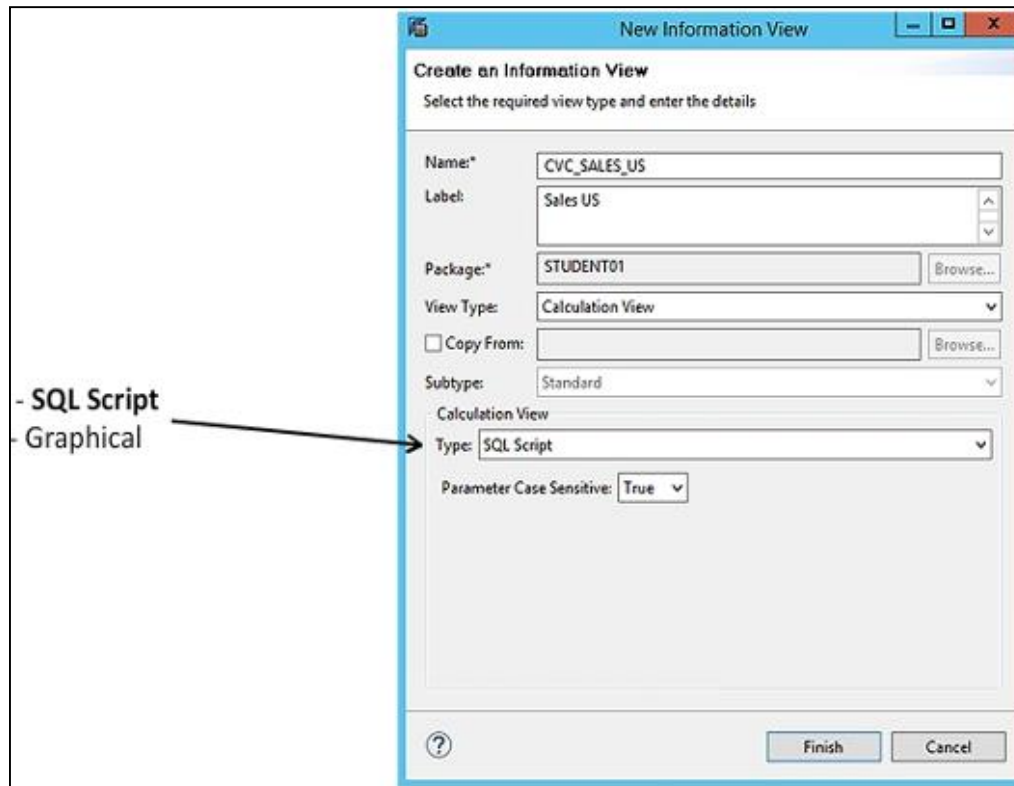 New Information View
Create an Information View
Select the required view type and enter the details
Name:* CVC_SALES_US
Label: Sales US
Package:* STUDENT01 Browse...
View Type: Calculation View
Copy From: Browse...
Subtype: Standard
Calculation View
- SQL Script
- Graphical
Type: SQL Script
Parameter Case Sensitive: True
? Finish Cancel